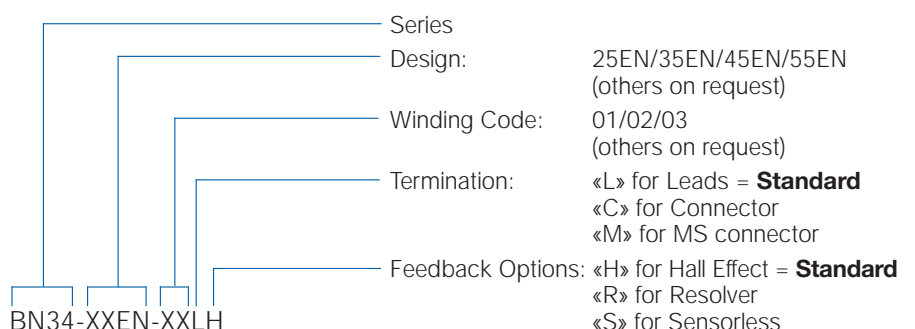 Series
Design: 25EN/35EN/45EN/55EN
(others on request)
Winding Code: 01/02/03
(others on request)
Termination: «L» for Leads = Standard
«C» for Connector
«M» for MS connector
Feedback Options: «H» for Hall Effect = Standard
«R» for Resolver
BN34-XXEN-XXLH «S» for Sensorless